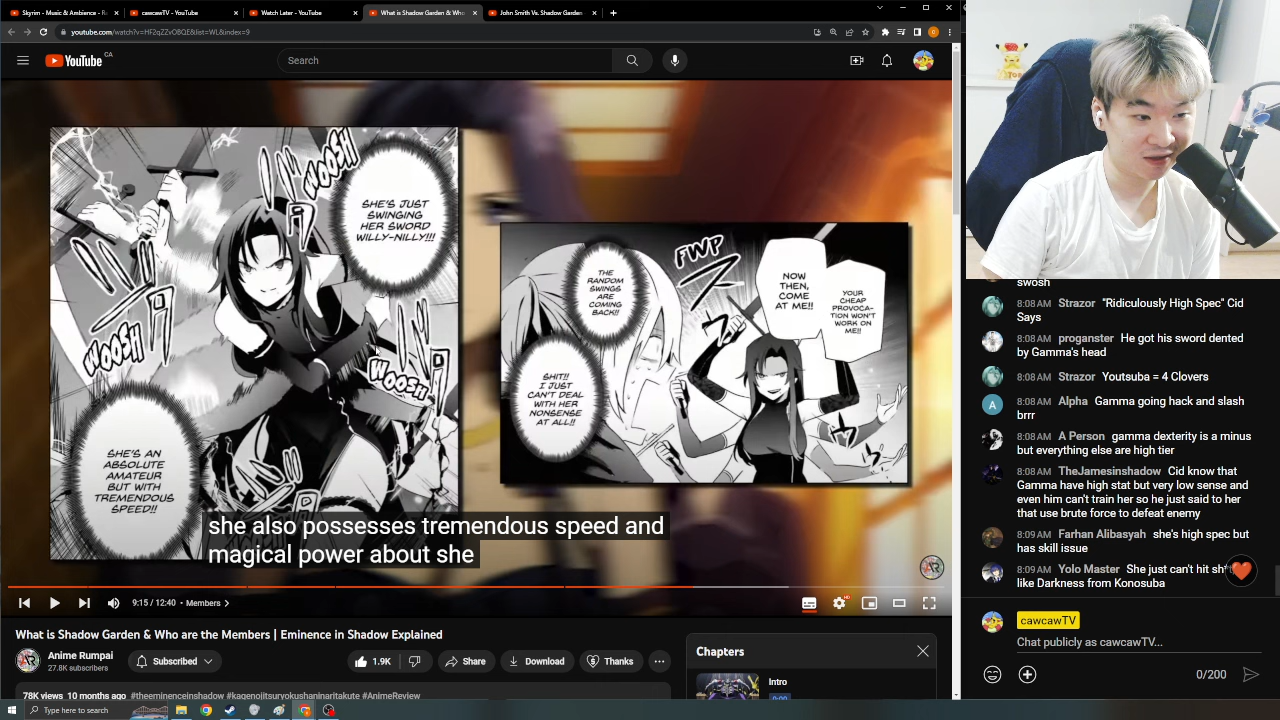 Skyrim - Music & Ambience - R
cawcawTV - YouTube
Watch Later - YouTube
What is Shadow Garden & Who
John Smith Vs. Shadow Garden
youtube.com/watch?v=HF2qZZvOBQE&list=WL&index=9
YouTube CA
Search
WOOSH
SHE'S JUST
SWINGING
HER SWORD
WILLY-NILLY!!!
WOOSH
WOOSH
SHE'S AN
ABSOLUTE
AMATEUR
BUT WITH
TREMENDOUS
SPEED!!
THE
RANDOM
SWINGS
ARE
COMING
BACK!!
FWP
NOW
THEN,
COME
AT ME!!
YOUR
CHEAP
PROVOCA-
TION WON'T
WORK ON
ME!!
SHIT!!
I JUST
CAN'T DEAL
WITH HER
NONSENSE
AT ALL!!
she also possesses tremendous speed and
magical power about she
AR
9:15 / 12:40 • Members
HD
What is Shadow Garden & Who are the Members | Eminence in Shadow Explained
AR
Anime Rumpai
27.8K subscribers
Subscribed
1.9K
Share
Download
Thanks
78K views 10 months ago #theeminenceinshadow #kagenojitsuryokushaninaritakute #AnimeReview
Chapters
Intro
0:00
Type here to search
swosh
8:08 AM Strazor "Ridiculously High Spec" Cid
Says
8:08 AM proganster He got his sword dented
by Gamma's head
8:08 AM Strazor Youtsuba = 4 Clovers
A
8:08 AM Alpha Gamma going hack and slash
brrr
8:08 AM A Person gamma dexterity is a minus
but everything else are high tier
8:08 AM TheJamesinshadow Cid know that
Gamma have high stat but very low sense and
even him can't train her so he just said to her
that use brute force to defeat enemy
8:09 AM Farhan Alibasyah she's high spec but
has skill issue
8:09 AM Yolo Master She just can't hit
like Darkness from Konosuba
cawcawTV
Chat publicly as cawcawTV...
0/200